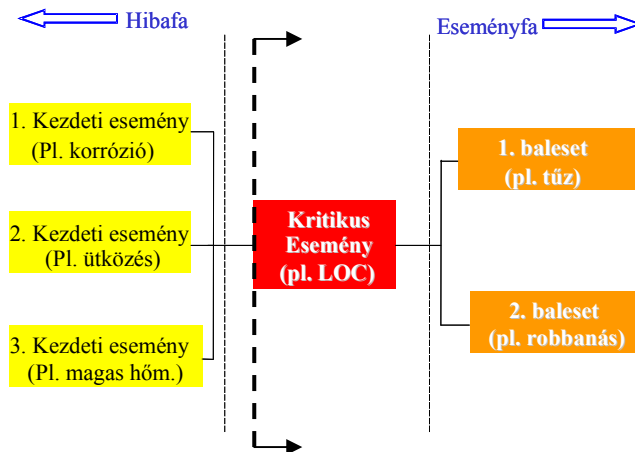 Hibafa
Eseményfa
1. Kezdeti esemény
(Pl. korrózió)
2. Kezdeti esemény
(Pl. ütközés)
3. Kezdeti esemény
(Pl. magas hőm.)
Kritikus
Esemény
(pl. LOC)
1. baleset
(pl. tűz)
2. baleset
(pl. robbanás)